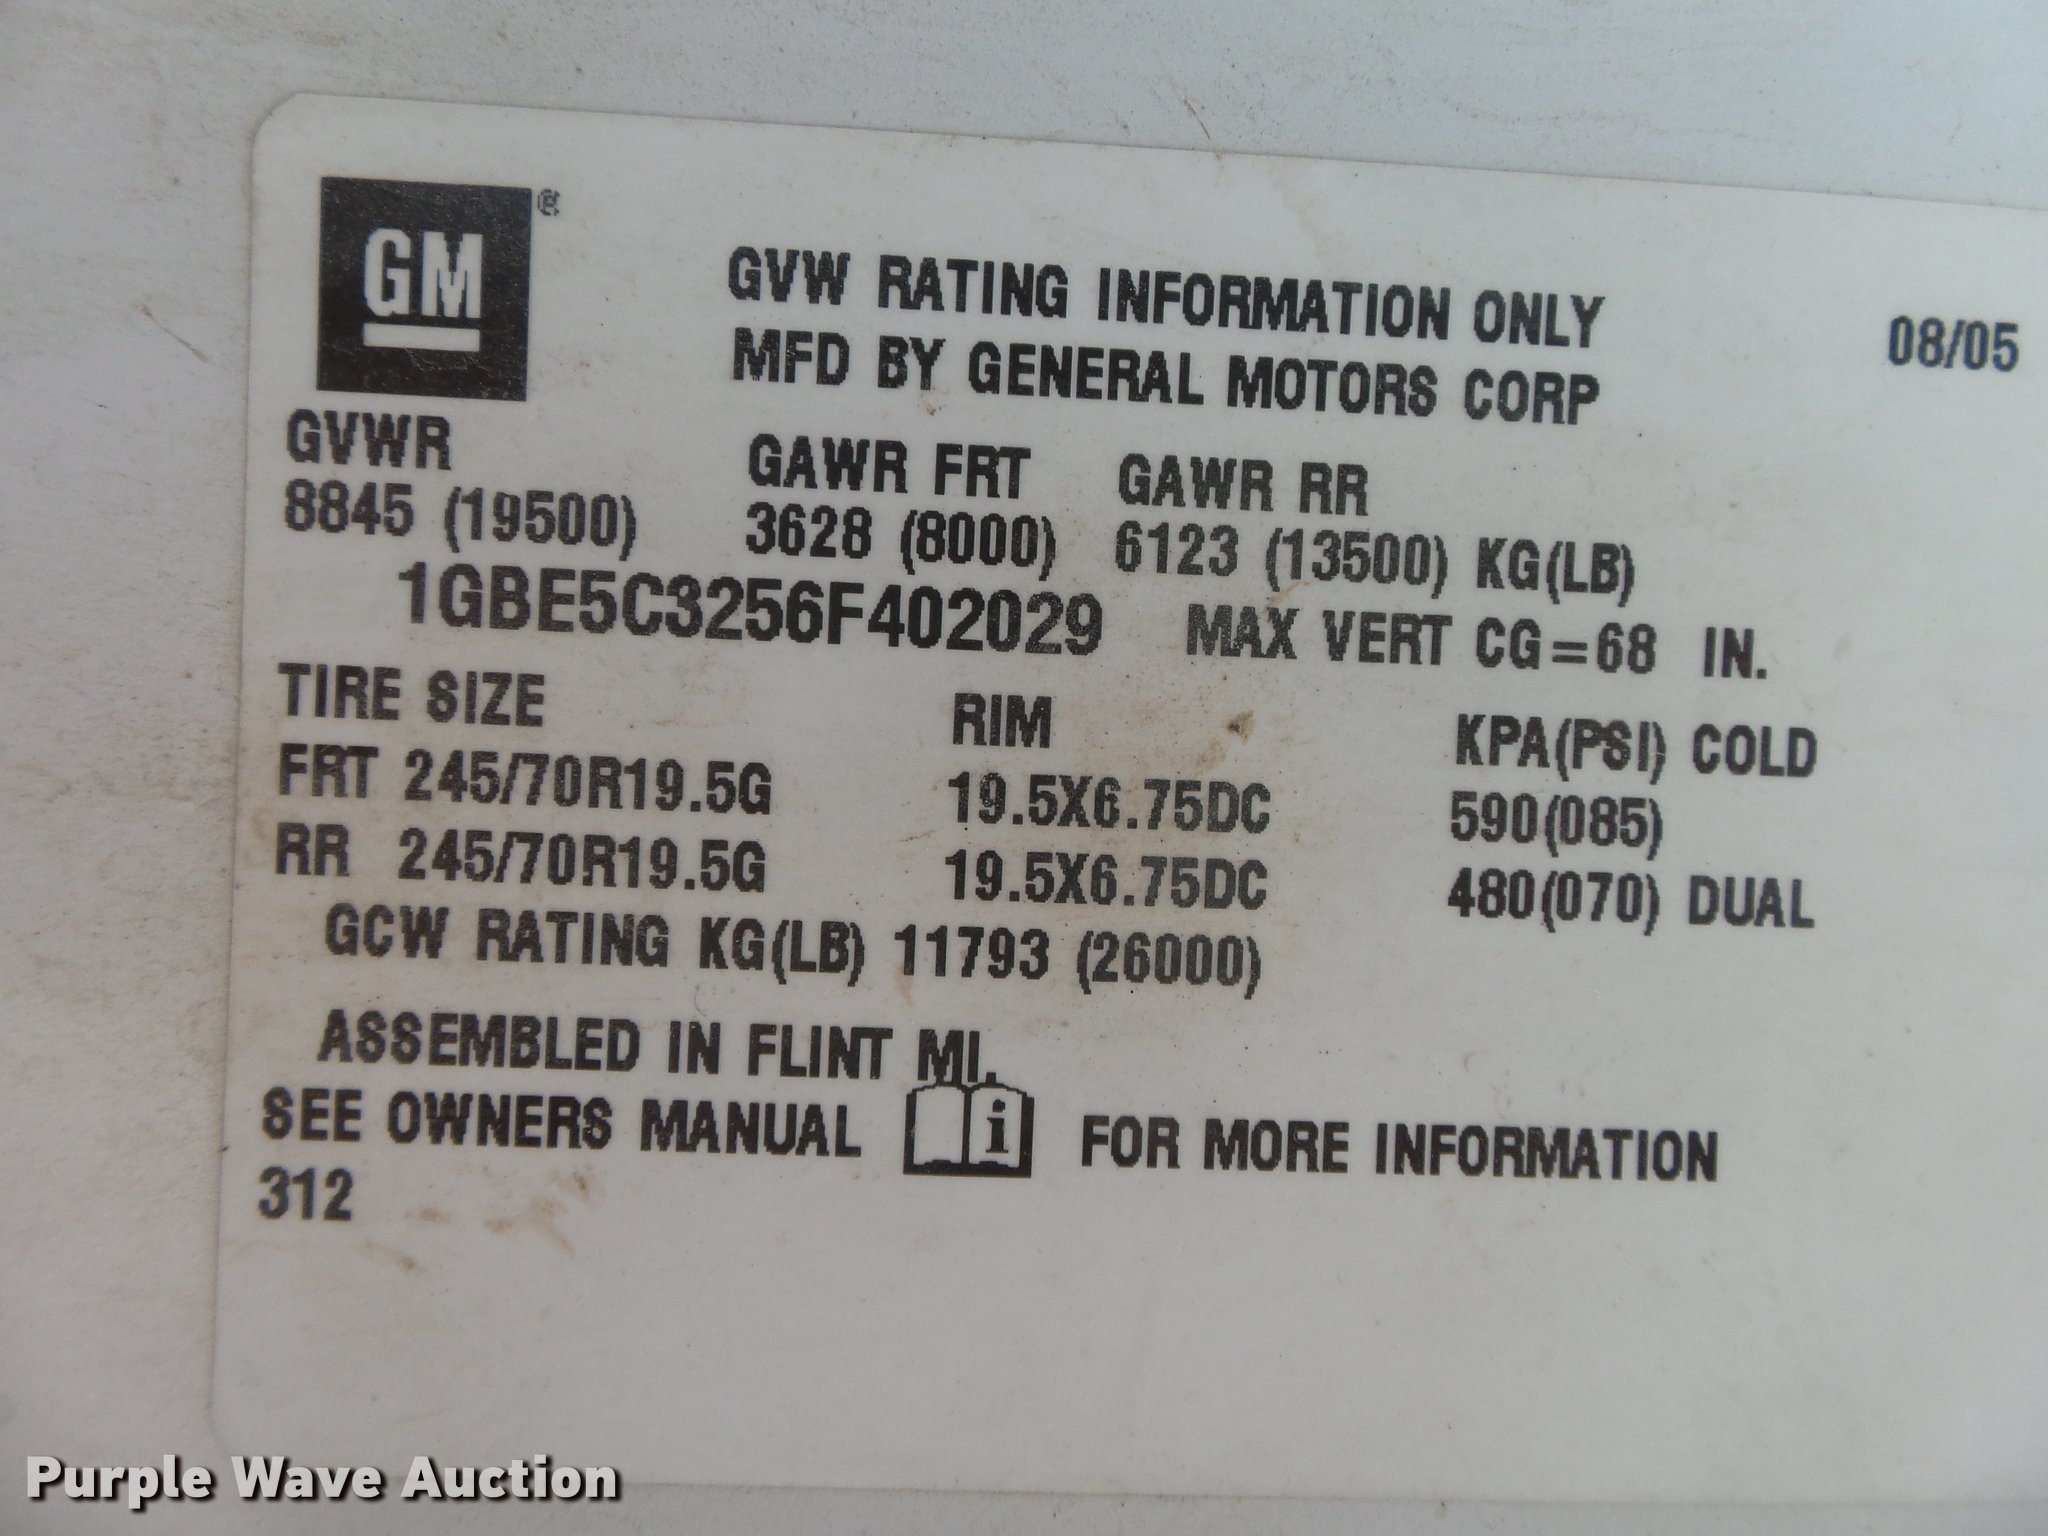 GM ®
GVW RATING INFORMATION ONLY 08/05
MFD BY GENERAL MOTORS CORP
GVWR GAWR FRT GAWR RR
8845 (19500) 3628 (8000) 6123 (13500) KG(LB)
1GBE5C3256F402029 MAX VERT CG=68 IN.
TIRE SIZE RIM KPA(PSI) COLD
FRT 245/70R19.5G 19.5X6.75DC 590(085)
RR 245/70R19.5G 19.5X6.75DC 480(070) DUAL
GCW RATING KG(LB) 11793 (26000)
ASSEMBLED IN FLINT MI.
SEE OWNERS MANUAL i FOR MORE INFORMATION
312
Purple Wave Auction